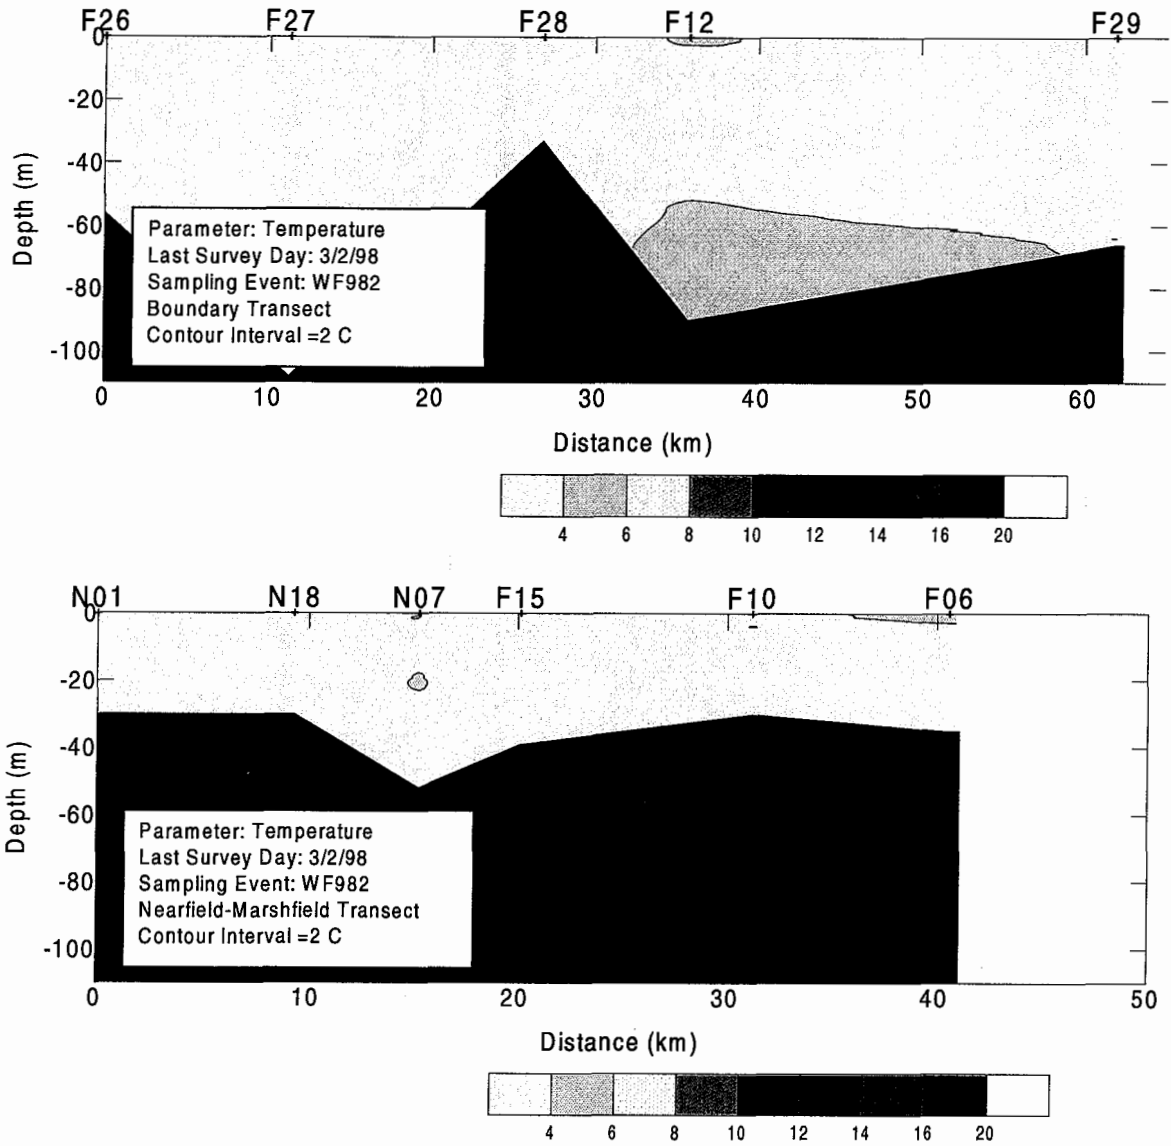 F26 F27 F28 F12 F29
0
-20
-40
-60
-80
-100
Depth (m)
Parameter: Temperature
Last Survey Day: 3/2/98
Sampling Event: WF982
Boundary Transect
Contour Interval =2 C
0 10 20 30 40 50 60
Distance (km)
4 6 8 10 12 14 16 20
N01 N18 N07 F15 F10 F06
0
-20
-40
-60
-80
-100
Depth (m)
Parameter: Temperature
Last Survey Day: 3/2/98
Sampling Event: WF982
Nearfield-Marshfield Transect
Contour Interval =2 C
0 10 20 30 40 50
Distance (km)
4 6 8 10 12 14 16 20